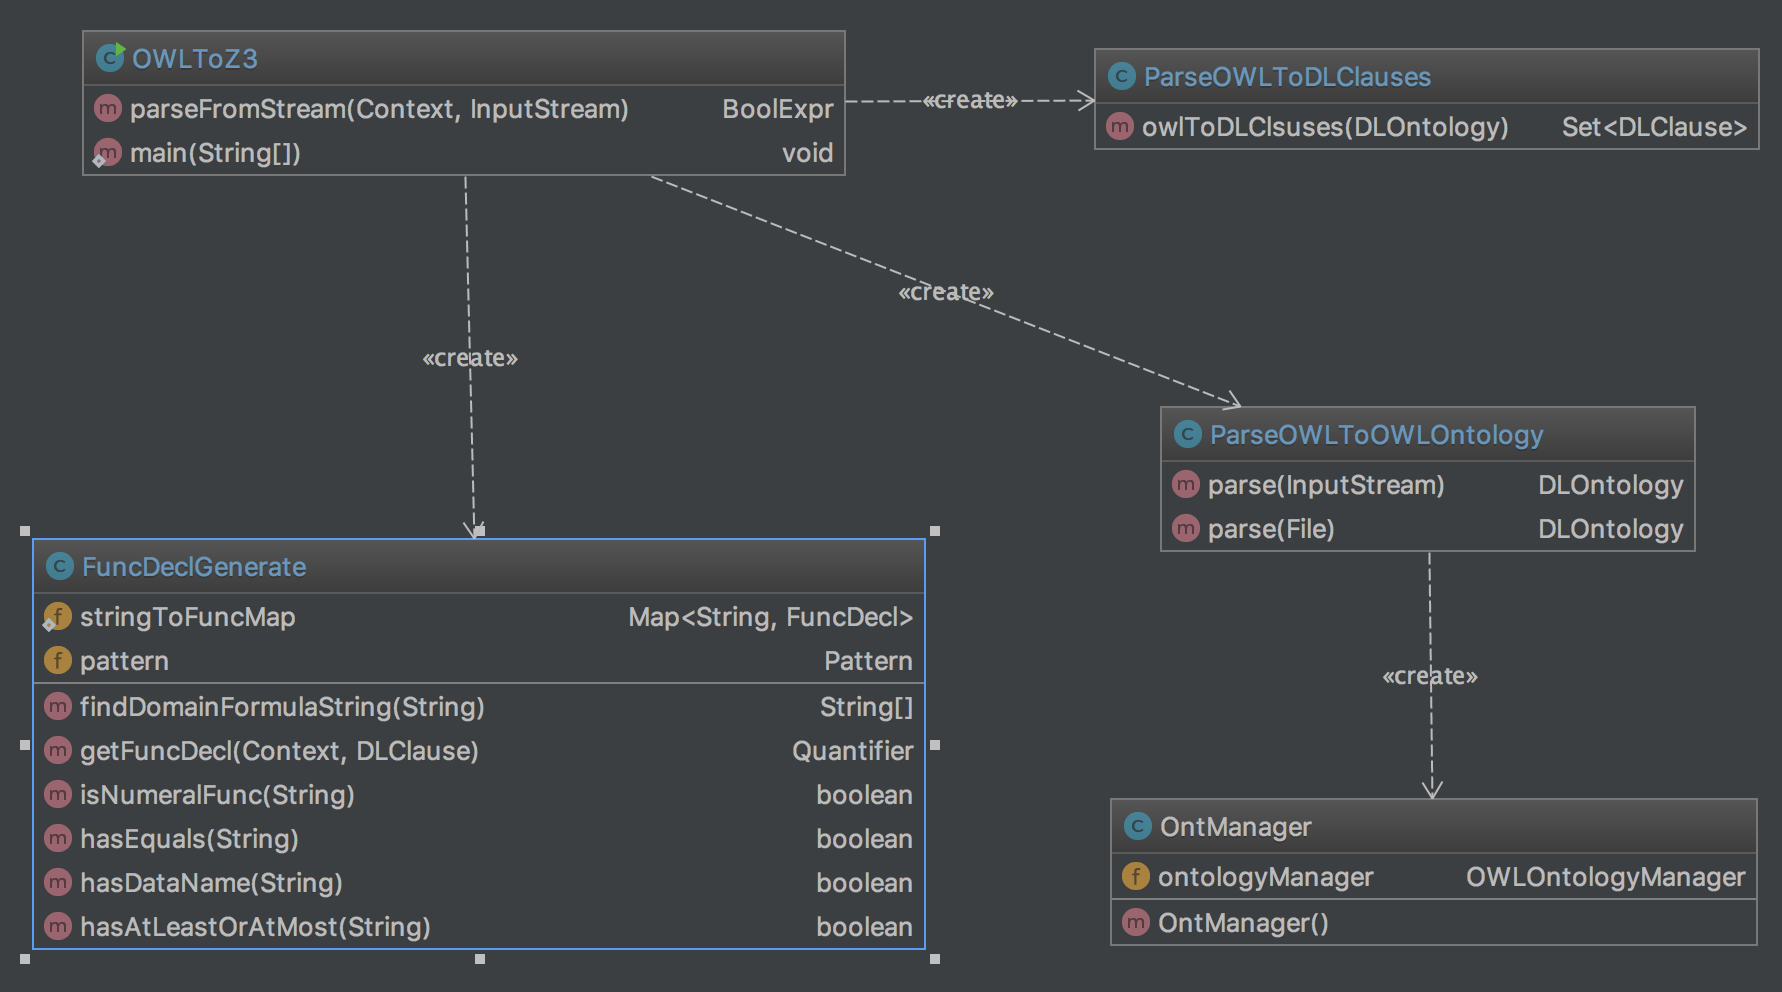 OWLToZ3
parseFromStream(Context, InputStream) BoolExpr
main(String[]) void
«create»
ParseOWLToDLClauses
owlToDLClsuses(DLOntology) Set<DLClause>
«create»
«create»
ParseOWLToOWLOntology
parse(InputStream) DLOntology
parse(File) DLOntology
FuncDeclGenerate
stringToFuncMap Map<String, FuncDecl>
pattern Pattern
findDomainFormulaString(String) String[]
getFuncDecl(Context, DLClause) Quantifier
isNumeralFunc(String) boolean
hasEquals(String) boolean
hasDataName(String) boolean
hasAtLeastOrAtMost(String) boolean
«create»
OntManager
ontologyManager OWLOntologyManager
OntManager()